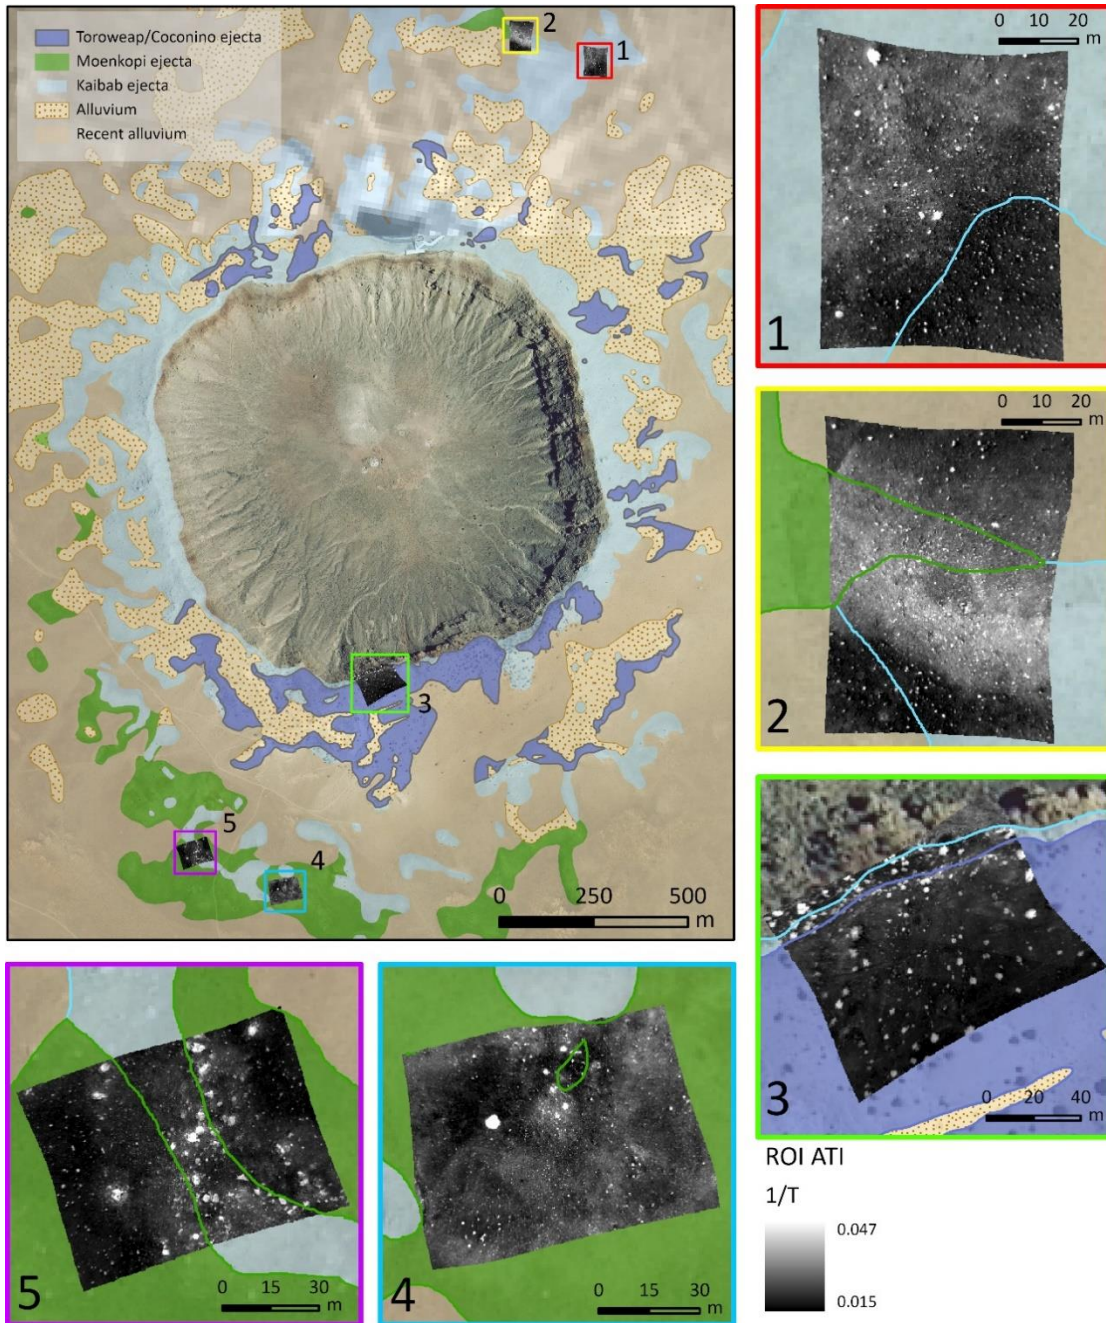 Toroweap/Coconino ejecta
Moenkopi ejecta
Kaibab ejecta
Alluvium
Recent alluvium
2
1
3
5
4
0 250 500
m
0 10 20
m
1
0 10 20
m
2
3
0 20 40
m
5
0 15 30
m
4
0 15 30
m
ROI ATI
1/T
0.047
0.015